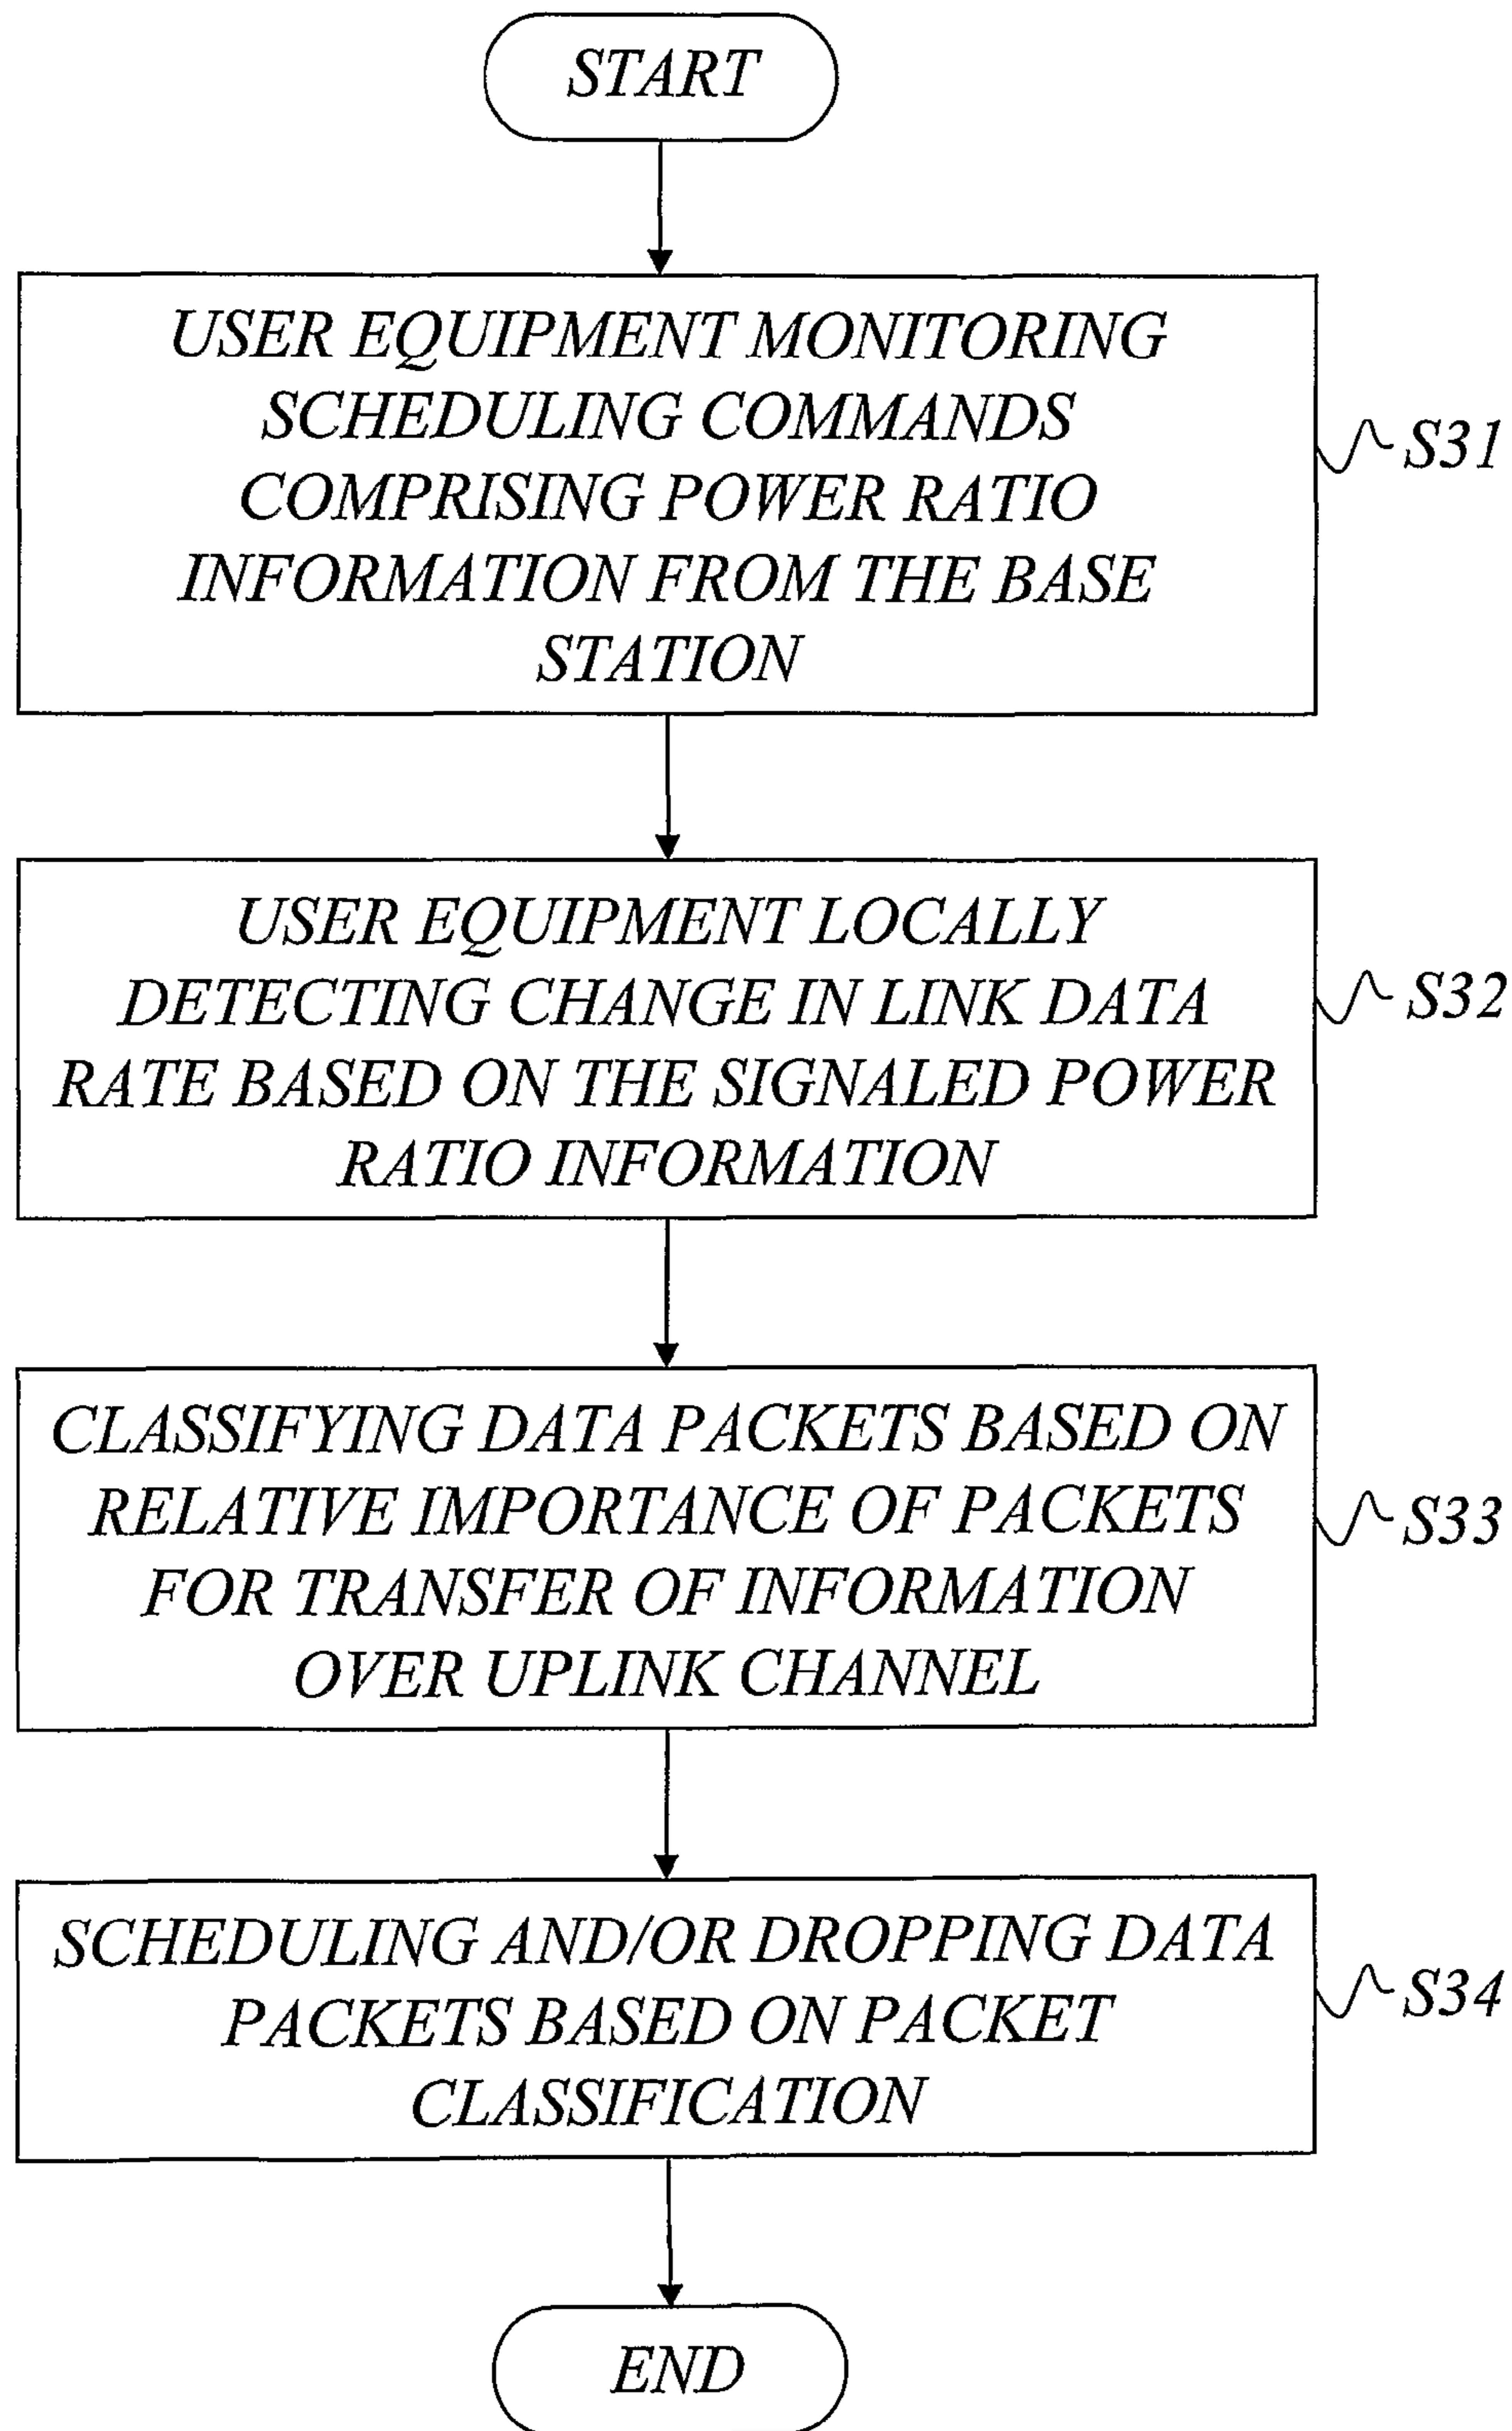 START
USER EQUIPMENT MONITORING
SCHEDULING COMMANDS
COMPRISING POWER RATIO
INFORMATION FROM THE BASE
STATION
S31
USER EQUIPMENT LOCALLY
DETECTING CHANGE IN LINK DATA
RATE BASED ON THE SIGNALED POWER
RATIO INFORMATION
S32
CLASSIFYING DATA PACKETS BASED ON
RELATIVE IMPORTANCE OF PACKETS
FOR TRANSFER OF INFORMATION
OVER UPLINK CHANNEL
S33
SCHEDULING AND/OR DROPPING DATA
PACKETS BASED ON PACKET
CLASSIFICATION
S34
END